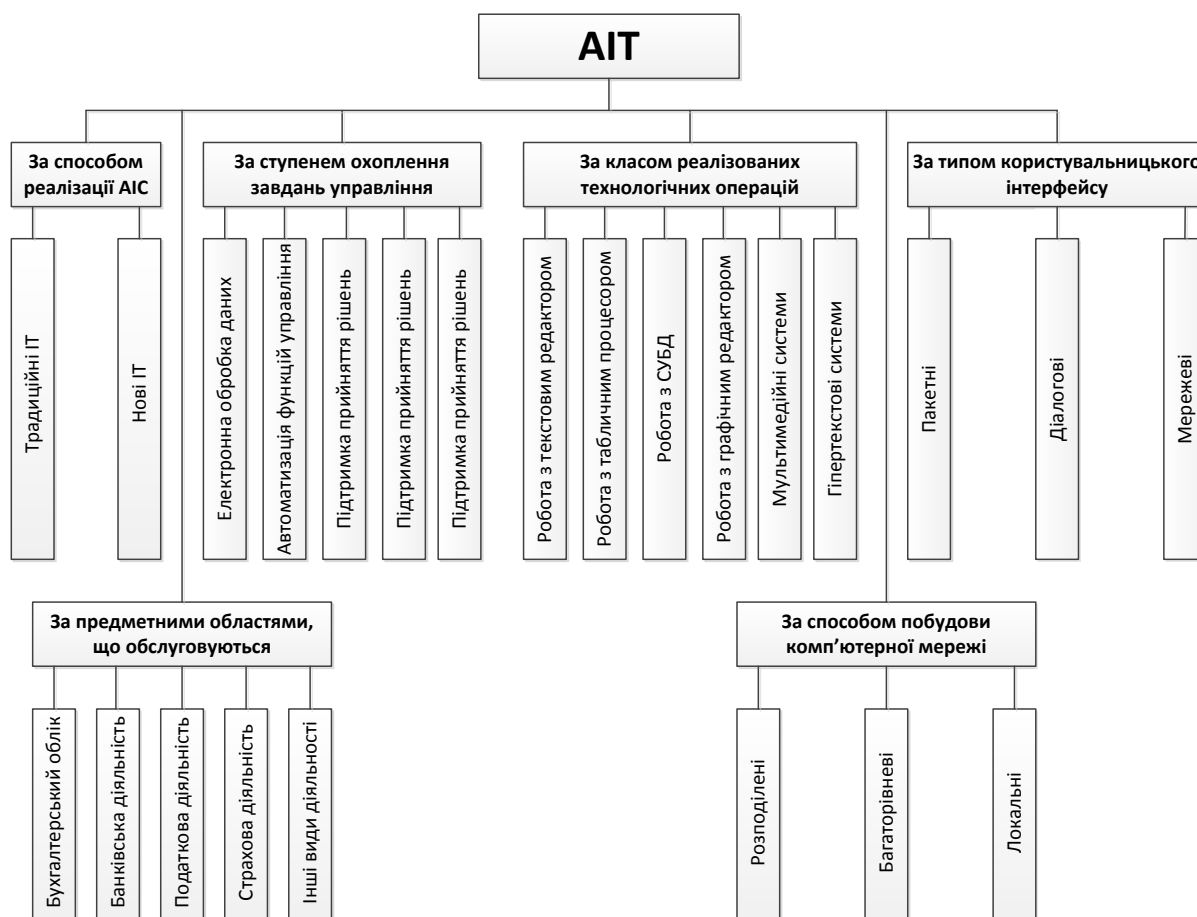 АІТ
За способом
реалізації АІС
За ступенем охоплення
завдань управління
За класом реалізованих
технологічних операцій
За типом користувальницького
інтерфейсу
Традиційні ІТ
Нові ІТ
Електронна обробка даних
Автоматизація функцій управління
Підтримка прийняття рішень
Підтримка прийняття рішень
Підтримка прийняття рішень
Робота з текстовим редактором
Робота з табличним процесором
Робота з СУБД
Робота з графічним редактором
Мультимедійні системи
Гіпертекстові системи
Пакетні
Діалогові
Мережеві
За предметними областями,
що обслуговуються
За способом побудови
комп’ютерної мережі
Бухгалтерський облік
Банківська діяльність
Податкова діяльність
Страхова діяльність
Інші види діяльності
Розподілені
Багаторівневі
Локальні